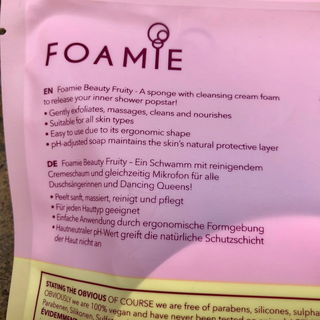 FOAMIE
EN Foamie Beauty Fruity - A sponge with cleansing cream foam
to release your inner shower popstar!
• Gently exfoliates, massages, cleans and nourishes
• Suitable for all skin types
• Easy to use due to its ergonomic shape
• pH-adjusted soap maintains the skin's natural protective layer
DE Foamie Beauty Fruity – Ein Schwamm mit reinigendem
Cremeschaum und gleichzeitig Mikrofon für alle
Duschsängerinnen und Dancing Queens!
• Peelt sanft, massiert, reinigt und pflegt
• Für jeden Hauttyp geeignet
• Einfache Anwendung durch ergonomische Formgebung
• Hautneutraler pH-Wert greift die natürliche Schutzschicht
der Haut nicht an
STATING THE OBVIOUS OF COURSE we are free of parabens, silicones, sulpha
OBVIOUSLY we are 100% vegan and have never been tested on
Parabenen, Silikonen, Sulf
ÉVIDEMME